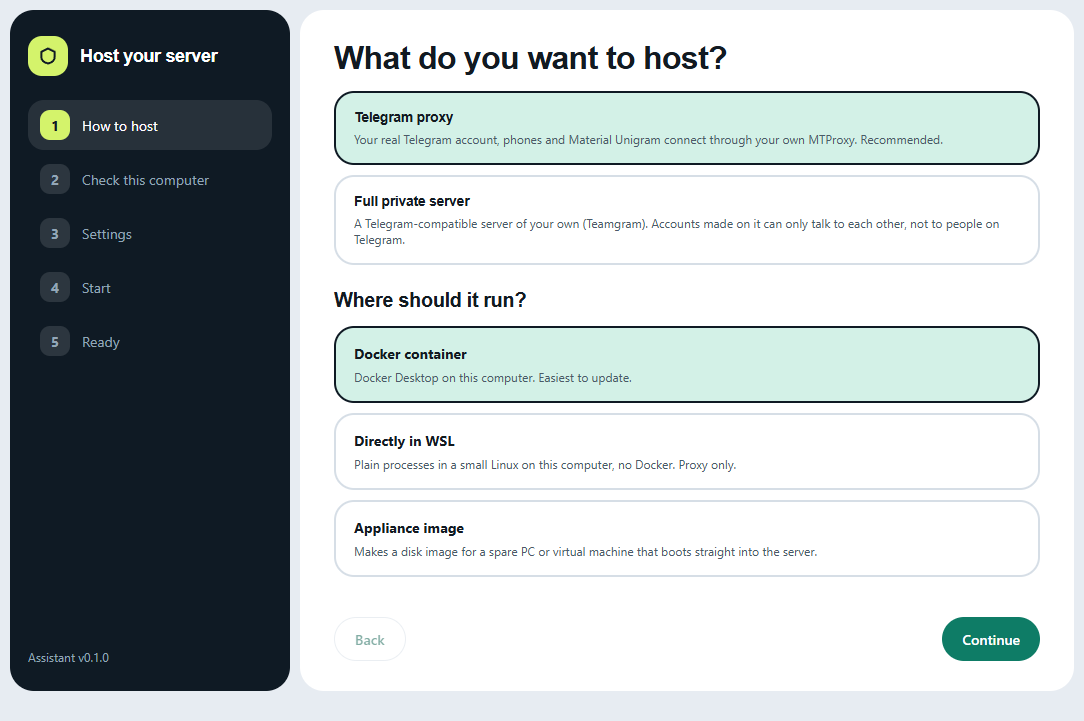 Host your server
1 How to host
2 Check this computer
3 Settings
4 Start
5 Ready
Assistant v0.1.0
What do you want to host?
Telegram proxy
Your real Telegram account, phones and Material Unigram connect through your own MTProxy. Recommended.
Full private server
A Telegram-compatible server of your own (Teamgram). Accounts made on it can only talk to each other, not to people on
Telegram.
Where should it run?
Docker container
Docker Desktop on this computer. Easiest to update.
Directly in WSL
Plain processes in a small Linux on this computer, no Docker. Proxy only.
Appliance image
Makes a disk image for a spare PC or virtual machine that boots straight into the server.
Back
Continue